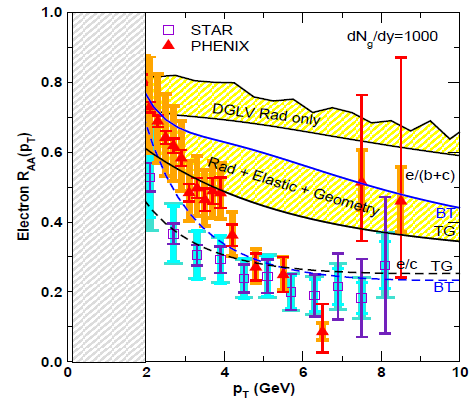 1.0
0.8
0.6
0.4
0.2
0.0
Electron R_AA(p_T)
STAR
PHENIX
dN_g/dy=1000
DGLV Rad only
Rad + Elastic + Geometry
e/(b+c)
BT
TG
e/c
TG
BT
0 2 4 6 8 10
p_T (GeV)